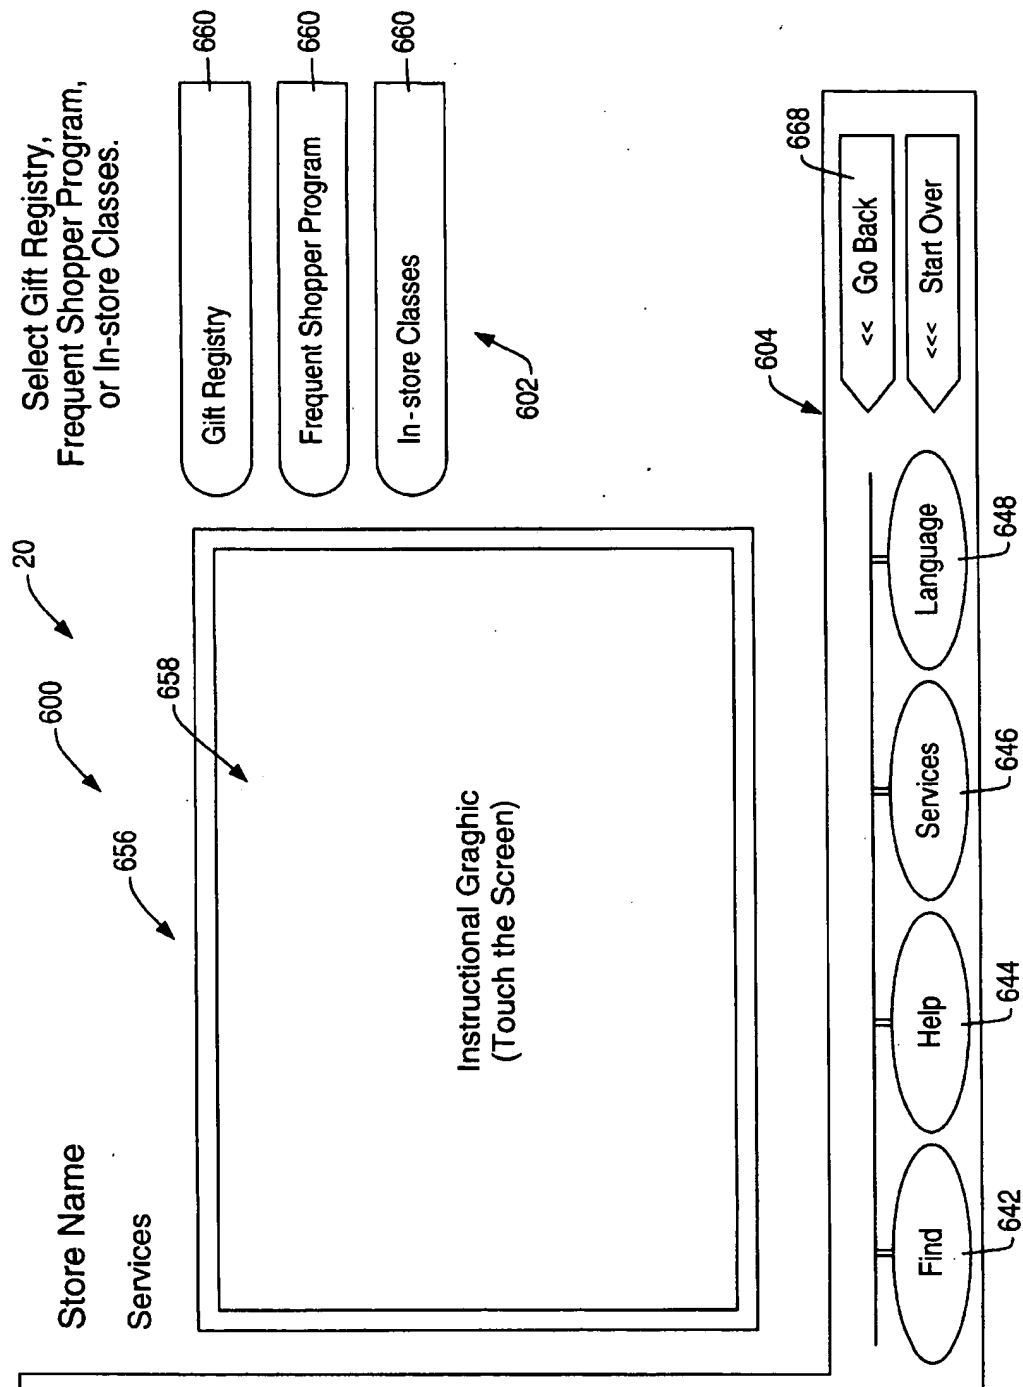 Store Name
Services
20
600
656
658
Instructional Graghic
(Touch the Screen)
Select Gift Registry,
Frequent Shopper Program,
or In-store Classes.
Gift Registry
660
Frequent Shopper Program
660
In-store Classes
660
602
604
668
<< Go Back
<<< Start Over
Find
Help
Services
Language
642
644
646
648